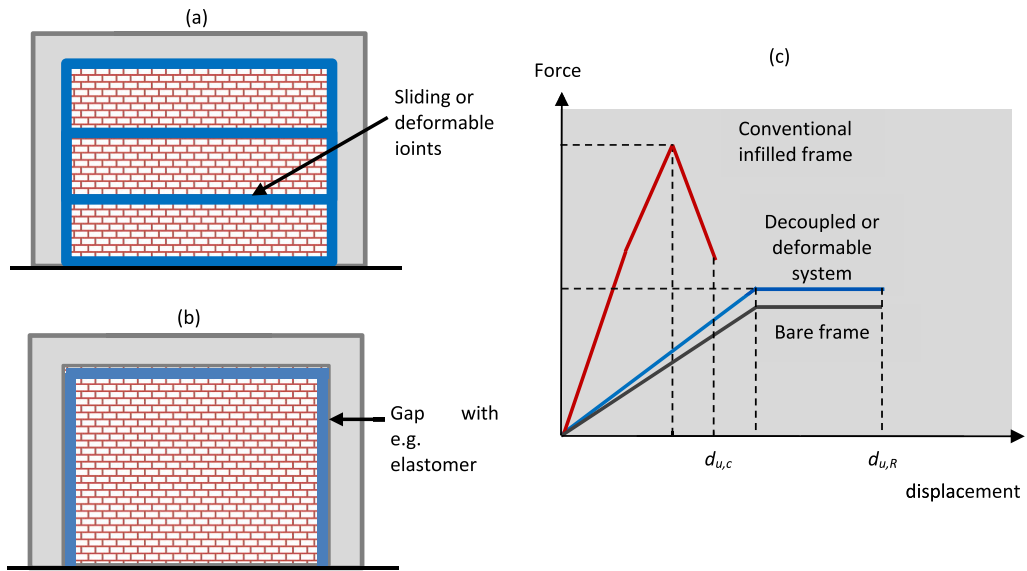 (a)
Sliding or
deformable
ioints
(b)
Gap with
e.g.
elastomer
(c)
Force
Conventional
infilled frame
Decoupled or
deformable
system
Bare frame
du,c
du,R
displacement